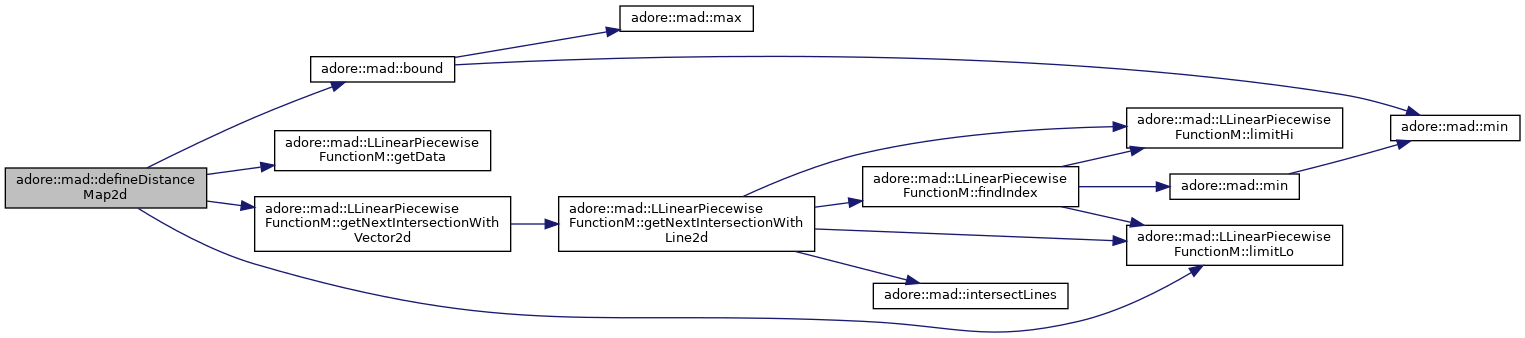 adore::mad::defineDistance
Map2d
adore::mad::bound
adore::mad::max
adore::mad::min
adore::mad::LLinearPiecewise
FunctionM::getData
adore::mad::LLinearPiecewise
FunctionM::getNextIntersectionWith
Vector2d
adore::mad::LLinearPiecewise
FunctionM::getNextIntersectionWith
Line2d
adore::mad::LLinearPiecewise
FunctionM::findIndex
adore::mad::LLinearPiecewise
FunctionM::limitHi
adore::mad::min
adore::mad::LLinearPiecewise
FunctionM::limitLo
adore::mad::intersectLines